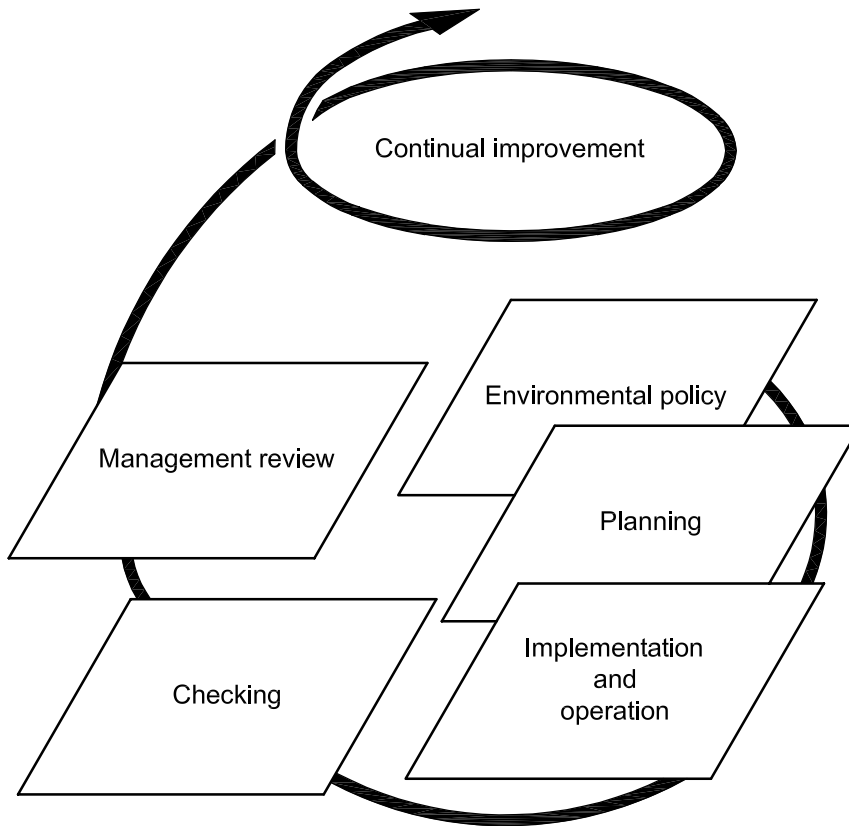 Continual improvement
Environmental policy
Management review
Planning
Implementation
and
operation
Checking